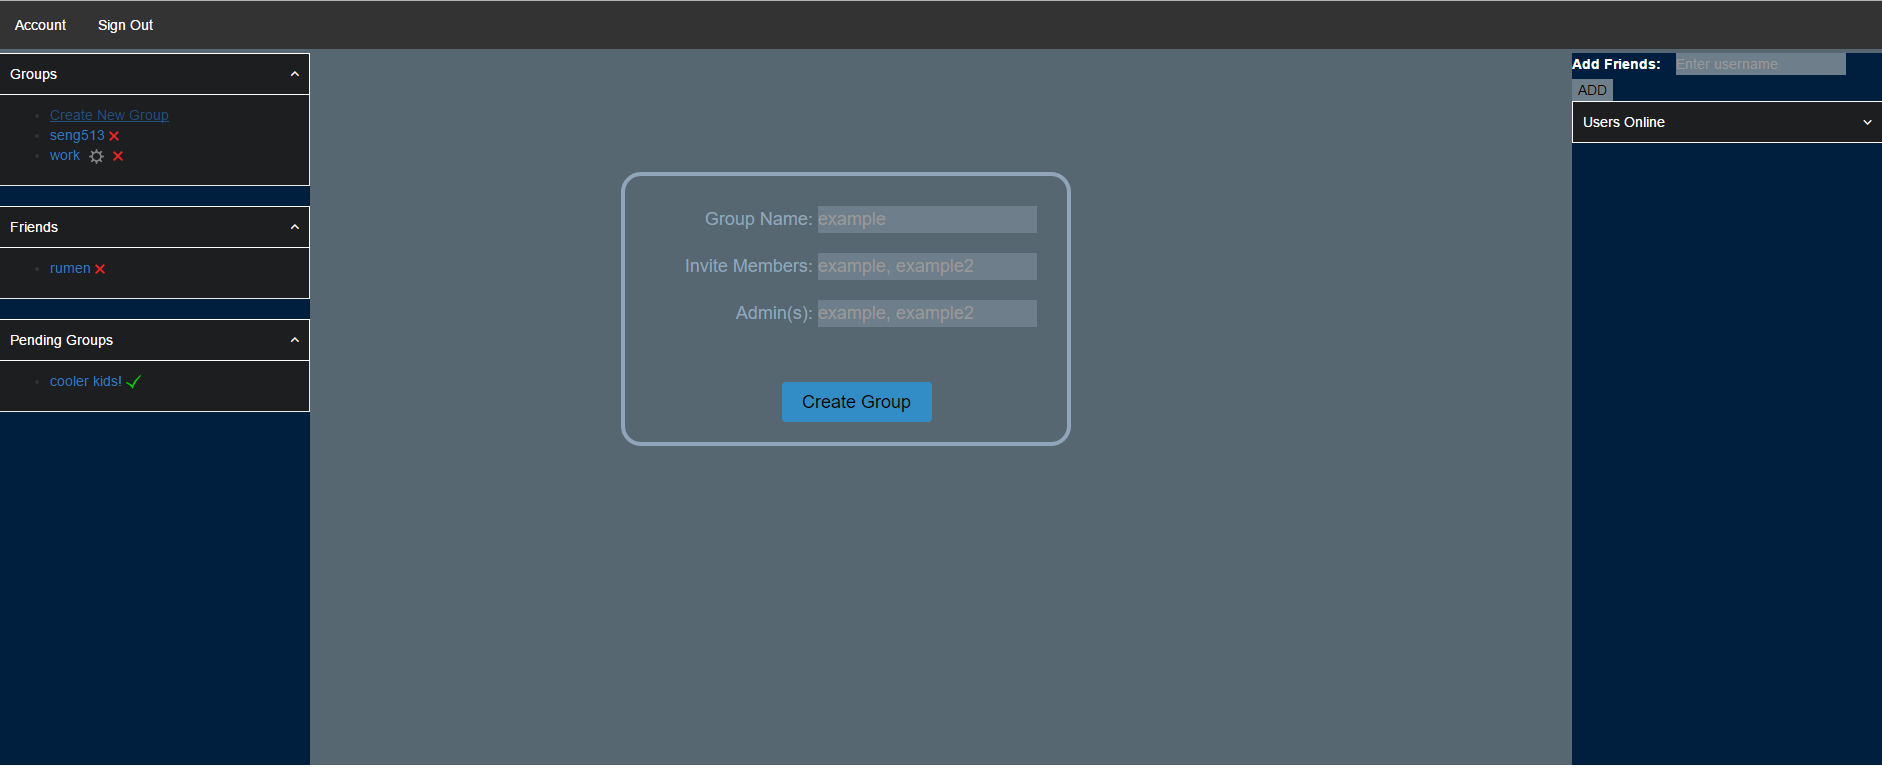 Account Sign Out
Groups
Create New Group
seng513
work
Friends
rumen
Pending Groups
cooler kids!
Group Name: example
Invite Members: example, example2
Admin(s): example, example2
Create Group
Add Friends: Enter username
ADD
Users Online